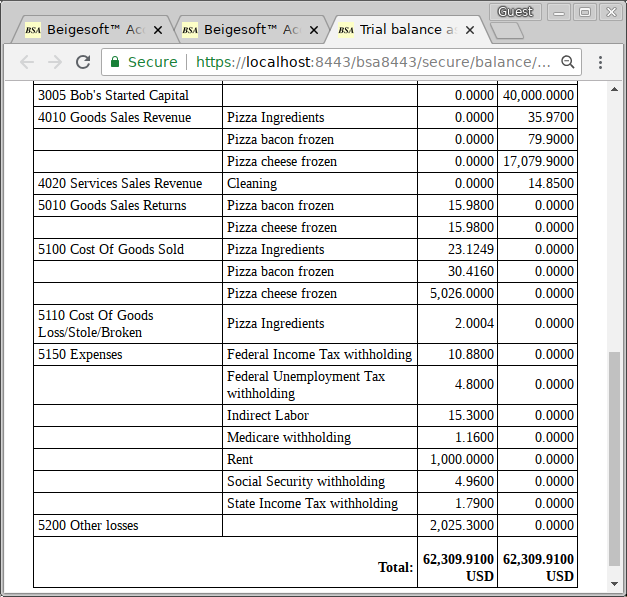 Guest
BSA Beigesoft™ Acc
BSA Beigesoft™ Acc
BSA Trial balance a
Secure https://localhost:8443/bsa8443/secure/balance/...
3005 Bob's Started Capital 0.0000 40,000.0000
4010 Goods Sales Revenue Pizza Ingredients 0.0000 35.9700
Pizza bacon frozen 0.0000 79.9000
Pizza cheese frozen 0.0000 17,079.9000
4020 Services Sales Revenue Cleaning 0.0000 14.8500
5010 Goods Sales Returns Pizza bacon frozen 15.9800 0.0000
Pizza cheese frozen 15.9800 0.0000
5100 Cost Of Goods Sold Pizza Ingredients 23.1249 0.0000
Pizza bacon frozen 30.4160 0.0000
Pizza cheese frozen 5,026.0000 0.0000
5110 Cost Of Goods
Loss/Stole/Broken Pizza Ingredients 2.0004 0.0000
5150 Expenses Federal Income Tax withholding 10.8800 0.0000
Federal Unemployment Tax
withholding 4.8000 0.0000
Indirect Labor 15.3000 0.0000
Medicare withholding 1.1600 0.0000
Rent 1,000.0000 0.0000
Social Security withholding 4.9600 0.0000
State Income Tax withholding 1.7900 0.0000
5200 Other losses 2,025.3000 0.0000
Total: 62,309.9100 62,309.9100
USD USD